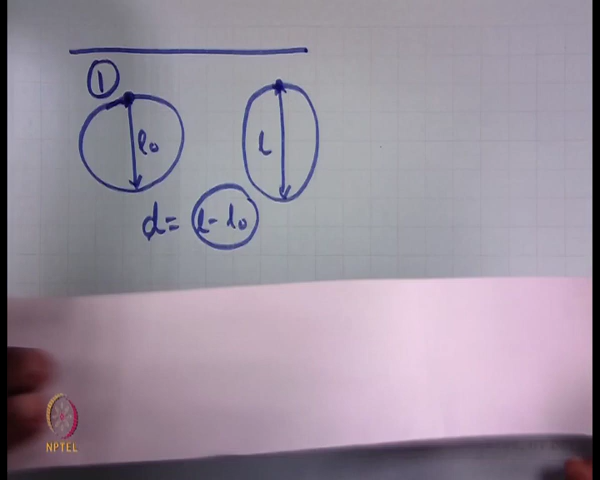 ①
l₀ l
d = l - l₀
NPTEL